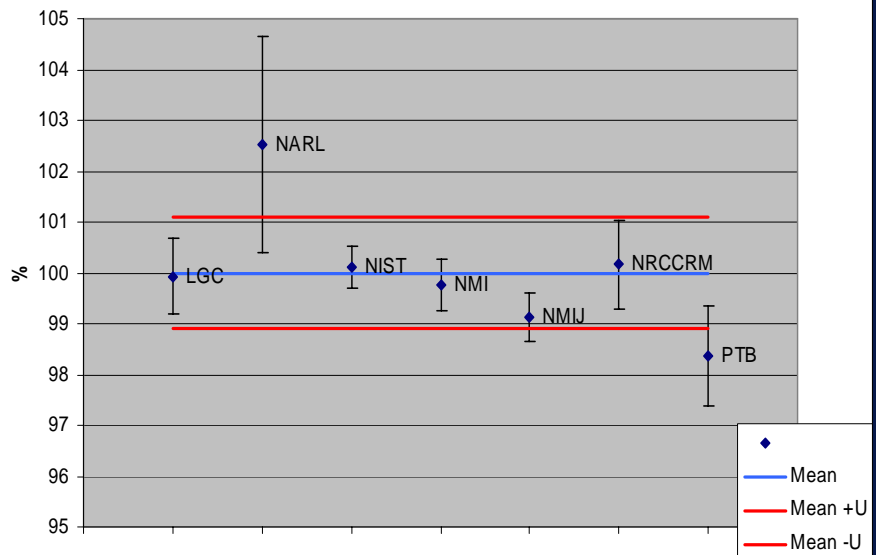 105
104
103
102
101
100
99
98
97
96
95
%
LGC
NARL
NIST
NMI
NMIJ
NRCCRM
PTB
Mean
Mean +U
Mean -U